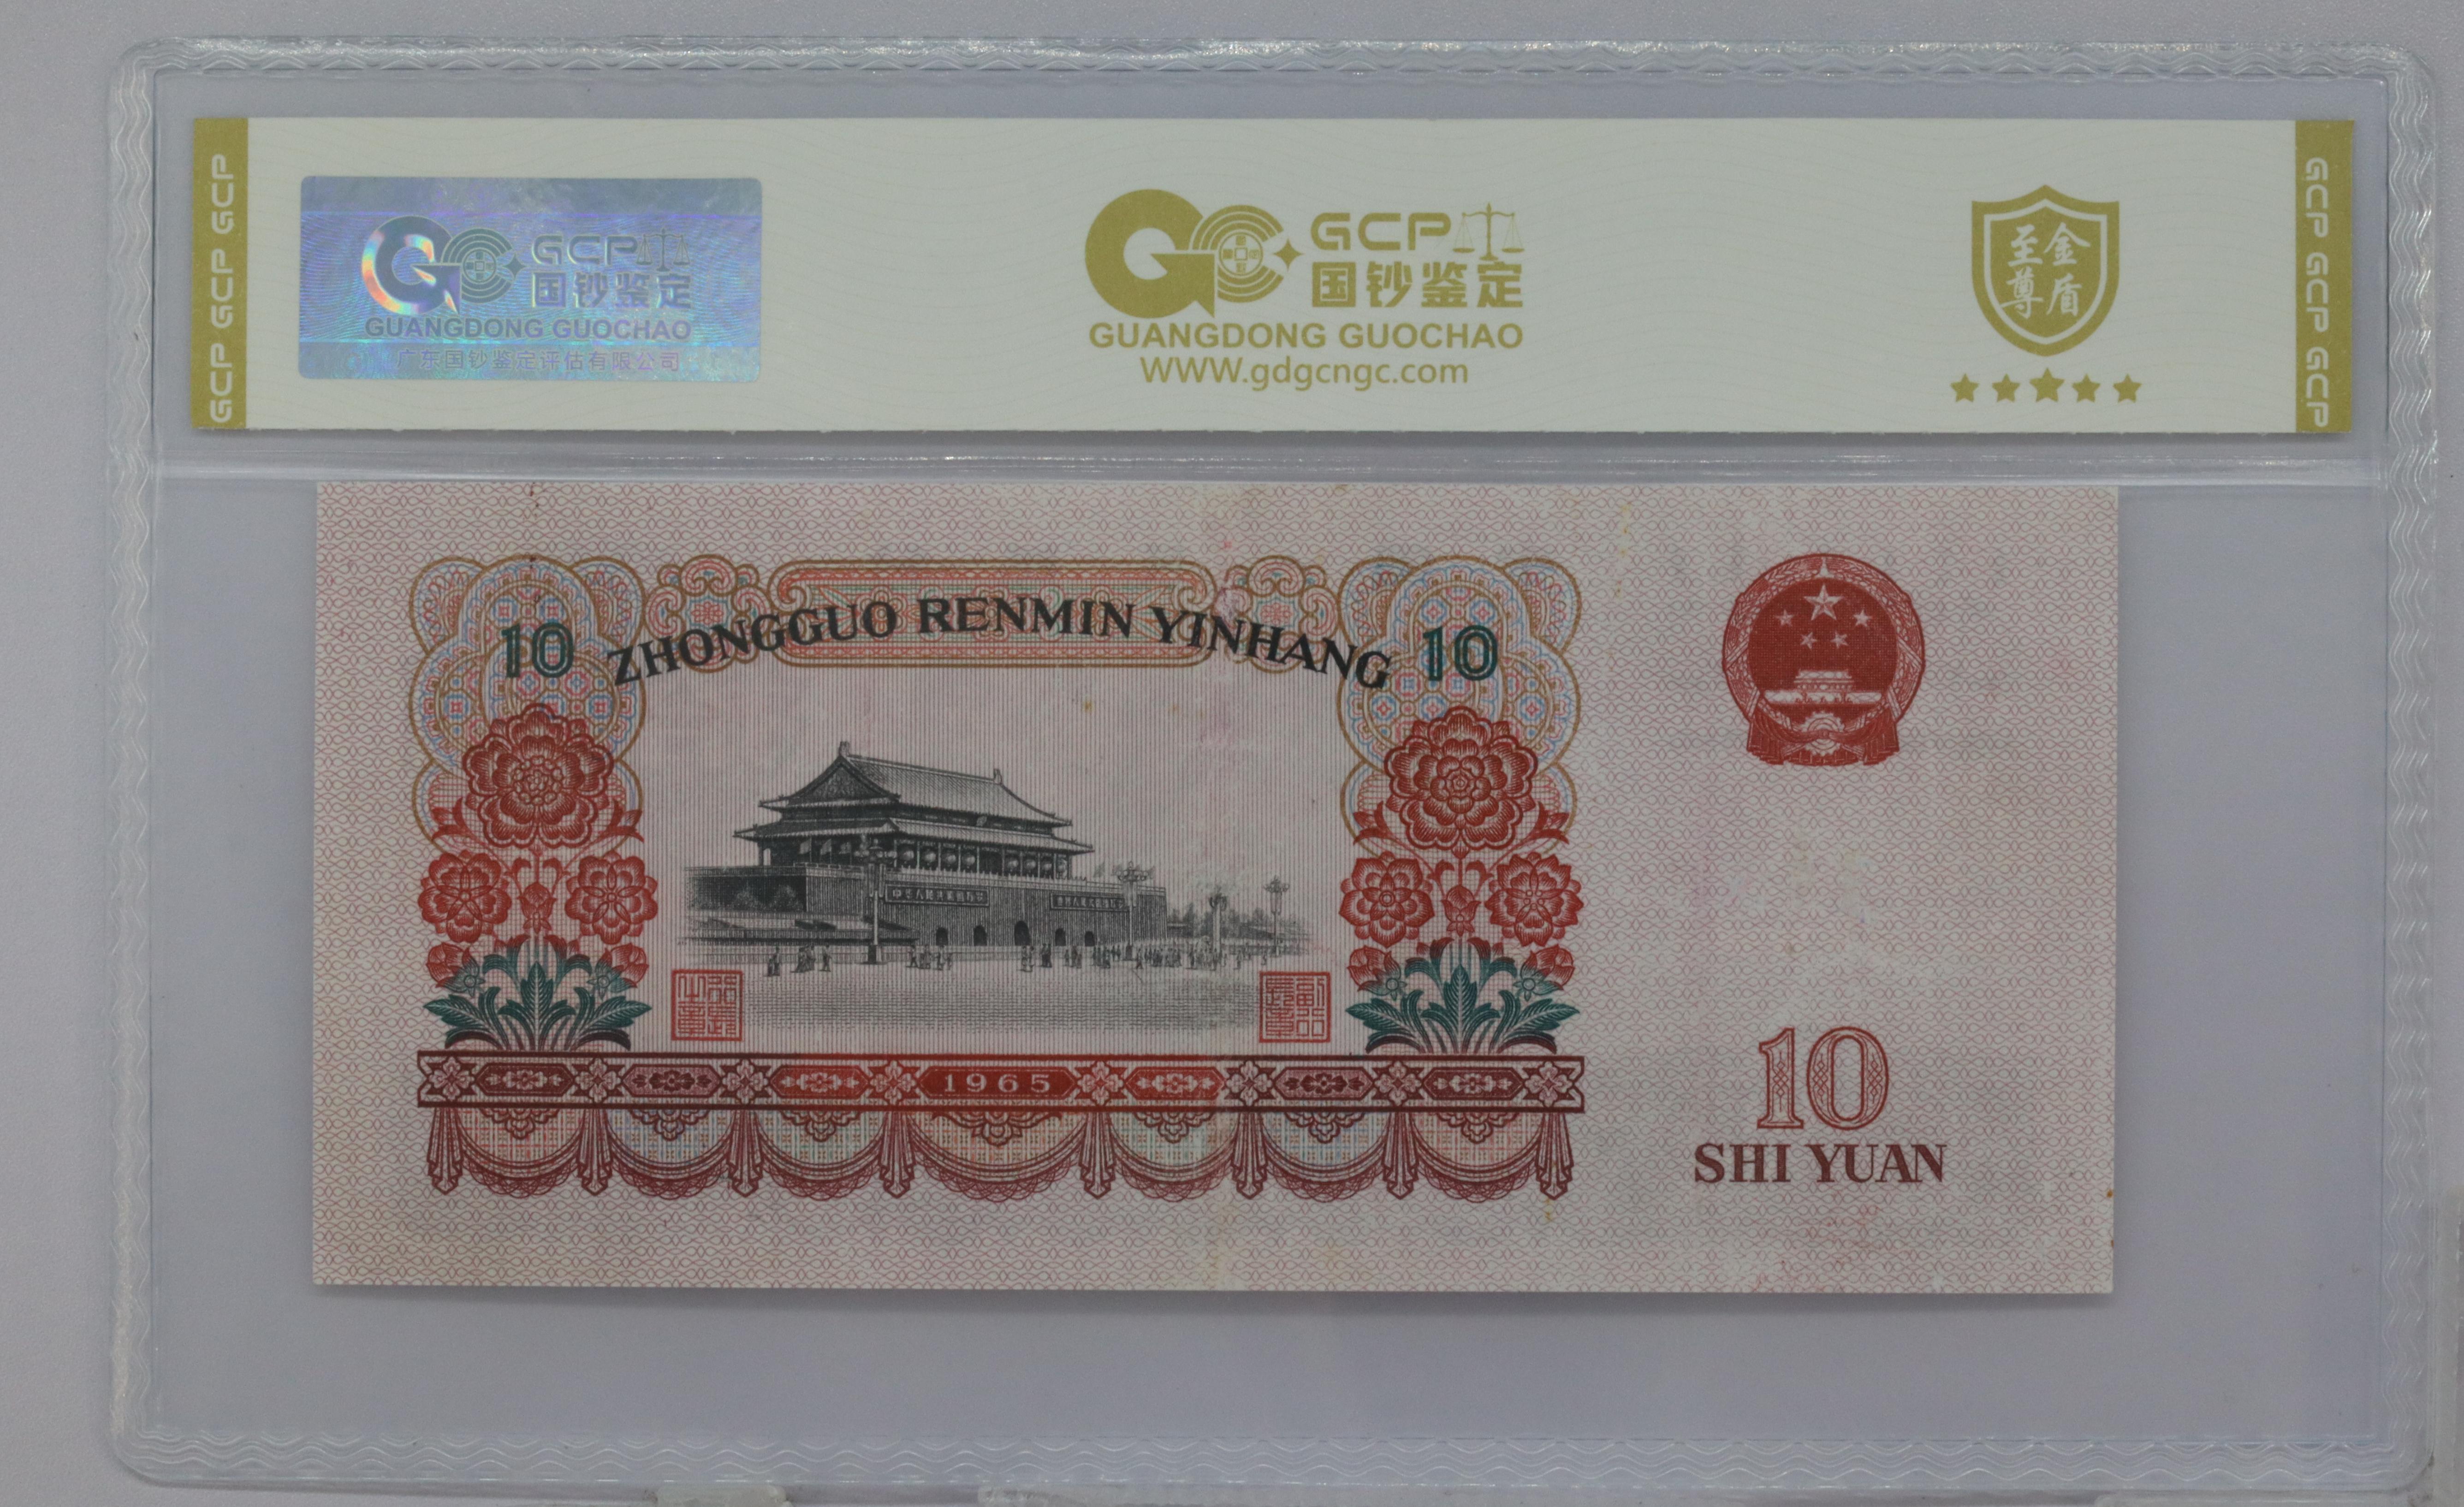 GCP GCP GCP
GCP
国钞鉴定
GUANGDONG GUOCHAO
广东国钞鉴定评估有限公司
GCP
国钞鉴定
GUANGDONG GUOCHAO
www.gdgcngc.com
至尊
金盾
GCP GCP GCP
10
ZHONGGUO RENMIN YINHANG
10
1965
10
SHI YUAN